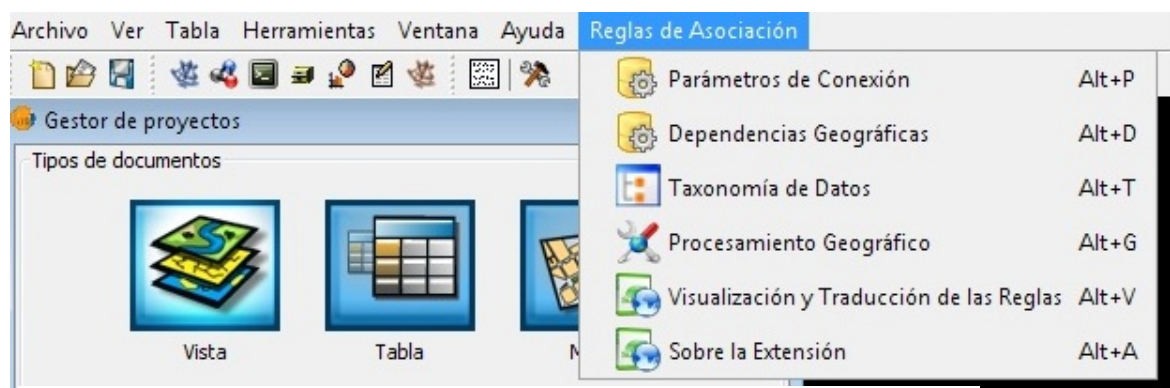 Archivo Ver Tabla Herramientas Ventana Ayuda Reglas de Asociación
Parámetros de Conexión Alt+P
Dependencias Geográficas Alt+D
Taxonomía de Datos Alt+T
Procesamiento Geográfico Alt+G
Visualización y Traducción de las Reglas Alt+V
Sobre la Extensión Alt+A
Gestor de proyectos
Tipos de documentos
Vista
Tabla